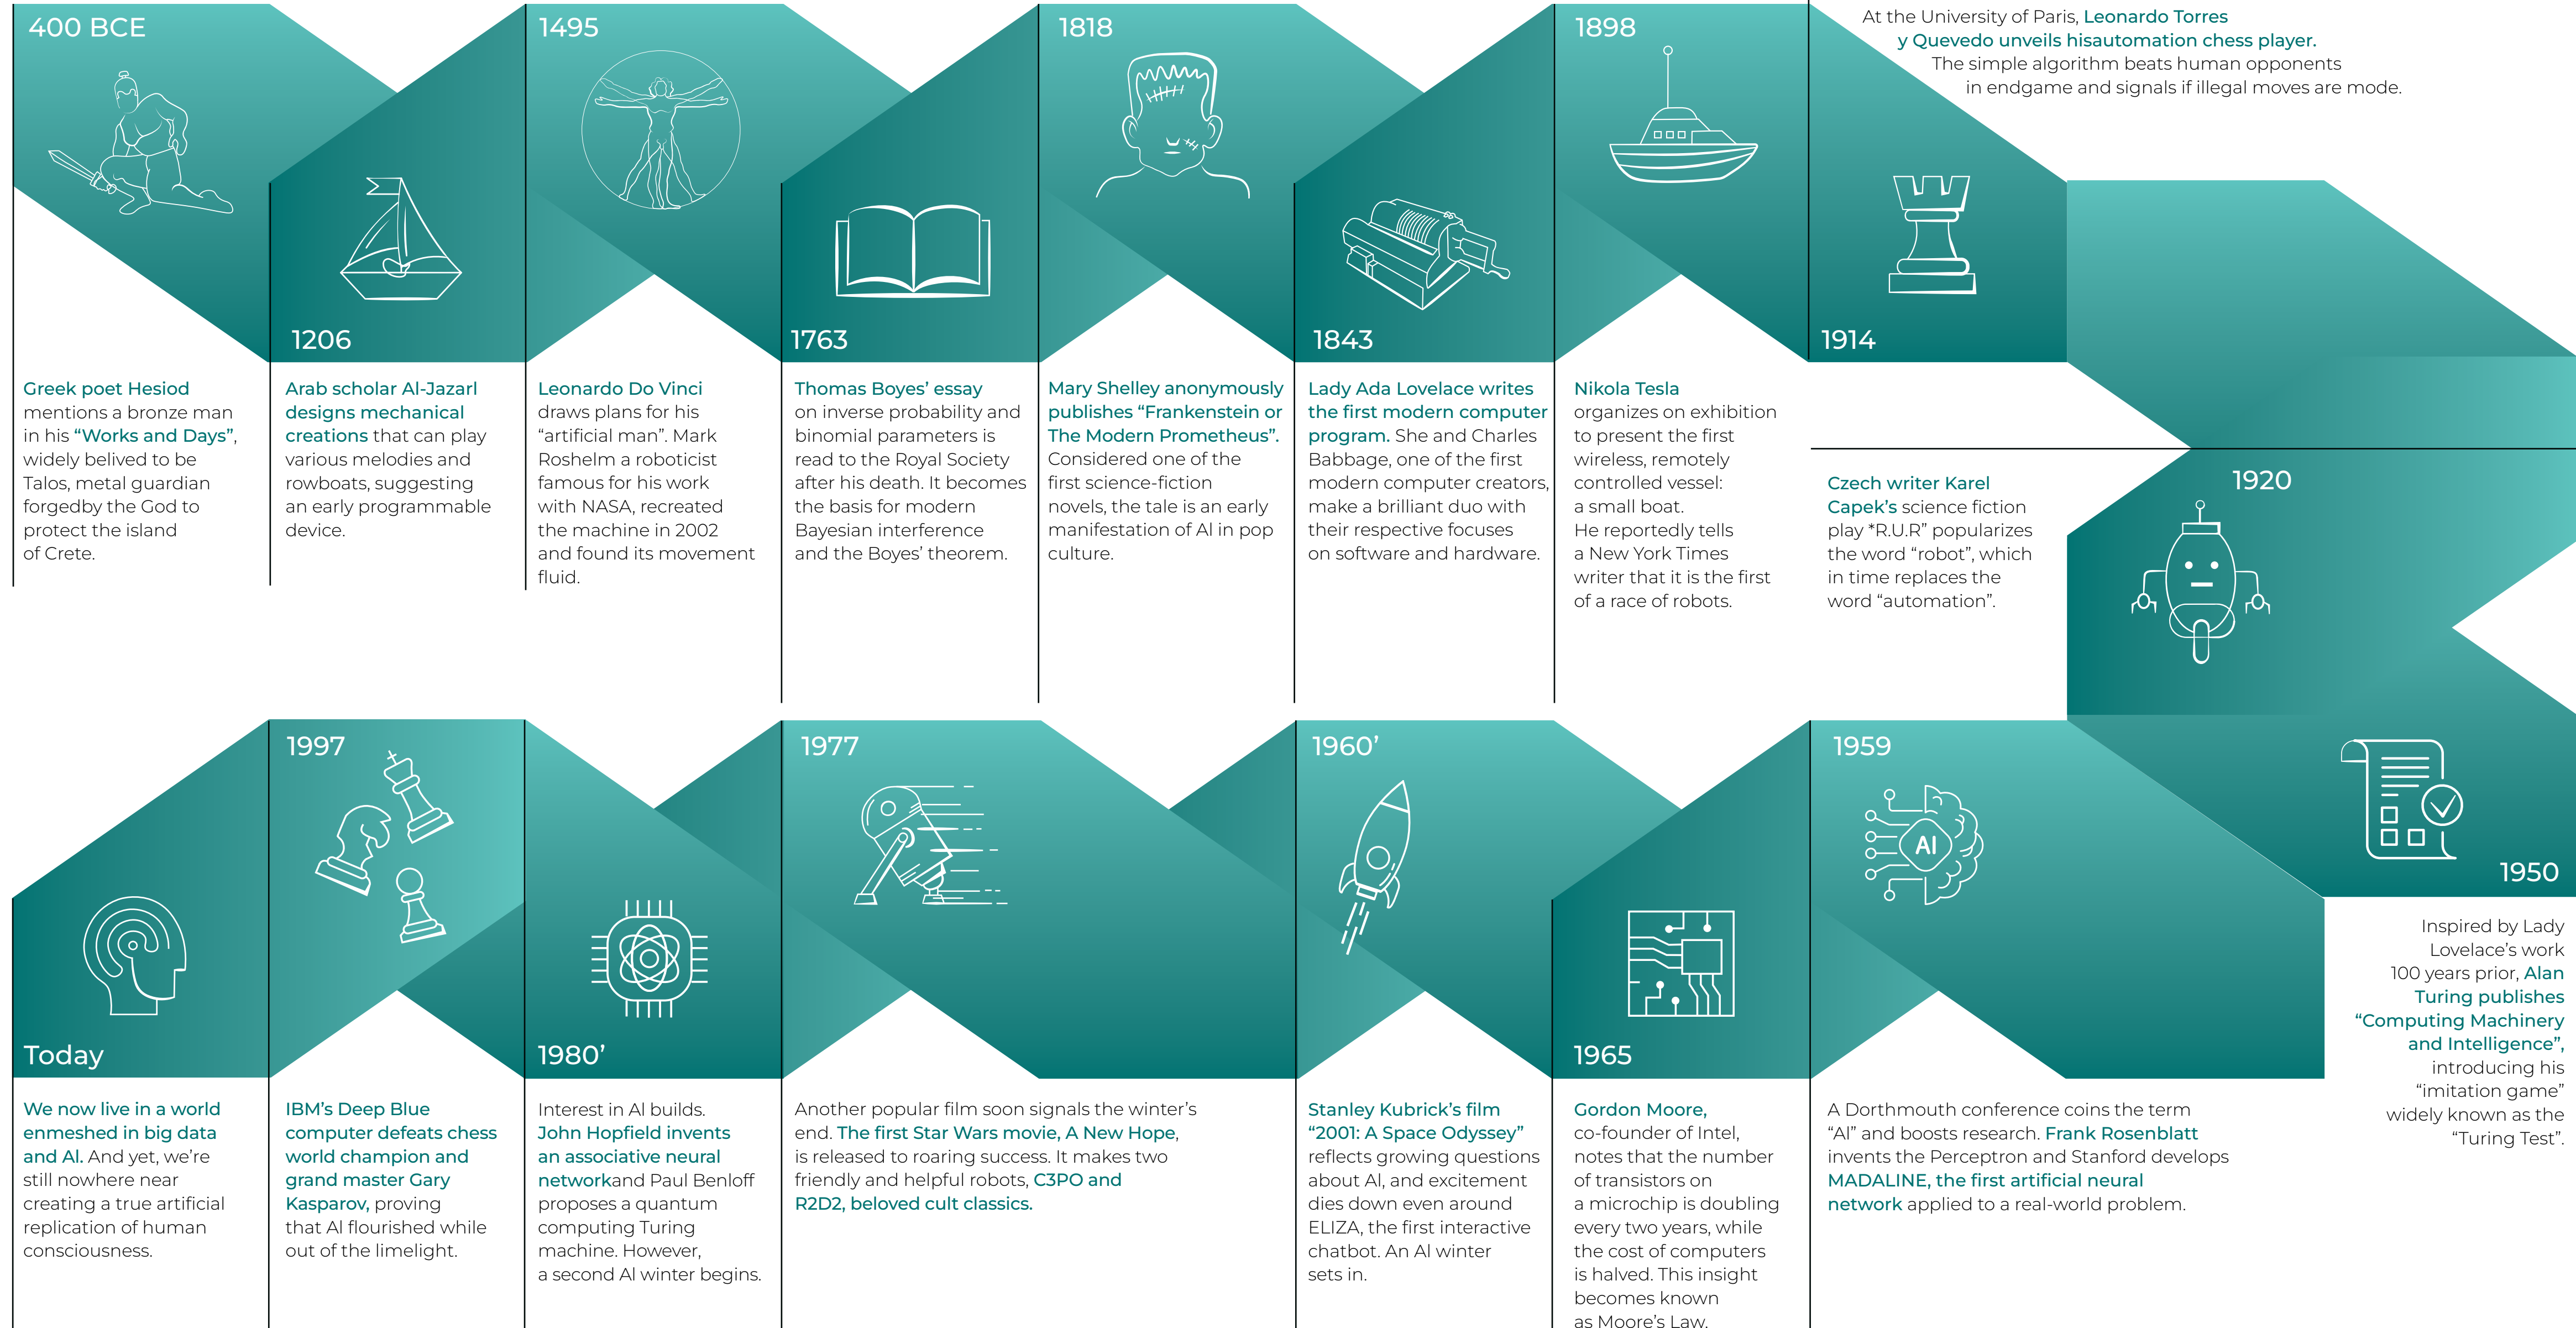 400 BCE
Greek poet Hesiod
mentions a bronze man
in his “Works and Days”,
widely belived to be
Talos, metal guardian
forgedby the God to
protect the island
of Crete.
1206
Arab scholar Al-Jazarl
designs mechanical
creations that can play
various melodies and
rowboats, suggesting
an early programmable
device.
1495
Leonardo Do Vinci
draws plans for his
“artificial man”. Mark
Roshelm a roboticist
famous for his work
with NASA, recreated
the machine in 2002
and found its movement
fluid.
1763
Thomas Boyes’ essay
on inverse probability and
binomial parameters is
read to the Royal Society
after his death. It becomes
the basis for modern
Bayesian interference
and the Boyes’ theorem.
1818
Mary Shelley anonymously
publishes “Frankenstein or
The Modern Prometheus”.
Considered one of the
first science-fiction
novels, the tale is an early
manifestation of Al in pop
culture.
1843
Lady Ada Lovelace writes
the first modern computer
program. She and Charles
Babbage, one of the first
modern computer creators,
make a brilliant duo with
their respective focuses
on software and hardware.
1898
Nikola Tesla
organizes on exhibition
to present the first
wireless, remotely
controlled vessel:
a small boat.
He reportedly tells
a New York Times
writer that it is the first
of a race of robots.
1914
At the University of Paris, Leonardo Torres
y Quevedo unveils hisautomation chess player.
The simple algorithm beats human opponents
in endgame and signals if illegal moves are mode.
1920
Czech writer Karel
Capek’s science fiction
play *R.U.R” popularizes
the word “robot”, which
in time replaces the
word “automation”.
1950
Inspired by Lady
Lovelace’s work
100 years prior, Alan
Turing publishes
“Computing Machinery
and Intelligence”,
introducing his
“imitation game”
widely known as the
“Turing Test”.
1959
AI
A Dorthmouth conference coins the term
“Al” and boosts research. Frank Rosenblatt
invents the Perceptron and Stanford develops
MADALINE, the first artificial neural
network applied to a real-world problem.
1965
Gordon Moore,
co-founder of Intel,
notes that the number
of transistors on
a microchip is doubling
every two years, while
the cost of computers
is halved. This insight
becomes known
as Moore’s Law.
1960’
Stanley Kubrick’s film
“2001: A Space Odyssey”
reflects growing questions
about Al, and excitement
dies down even around
ELIZA, the first interactive
chatbot. An Al winter
sets in.
1977
Another popular film soon signals the winter’s
end. The first Star Wars movie, A New Hope,
is released to roaring success. It makes two
friendly and helpful robots, C3PO and
R2D2, beloved cult classics.
1980’
Interest in Al builds.
John Hopfield invents
an associative neural
networkand Paul Benloff
proposes a quantum
computing Turing
machine. However,
a second Al winter begins.
1997
IBM’s Deep Blue
computer defeats chess
world champion and
grand master Gary
Kasparov, proving
that Al flourished while
out of the limelight.
Today
We now live in a world
enmeshed in big data
and Al. And yet, we’re
still nowhere near
creating a true artificial
replication of human
consciousness.